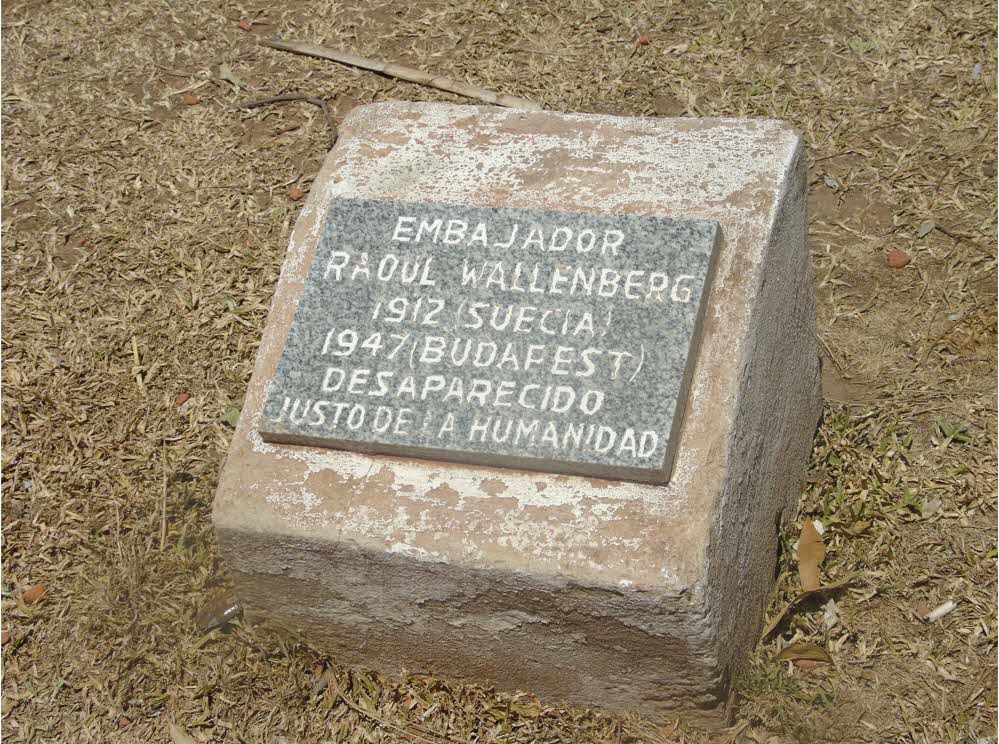 EMBAJADOR
RAOUL WALLENBERG
1912 (SUECIA)
1947 (BUDAPEST)
DESAPARECIDO
JUSTO DE LA HUMANIDAD